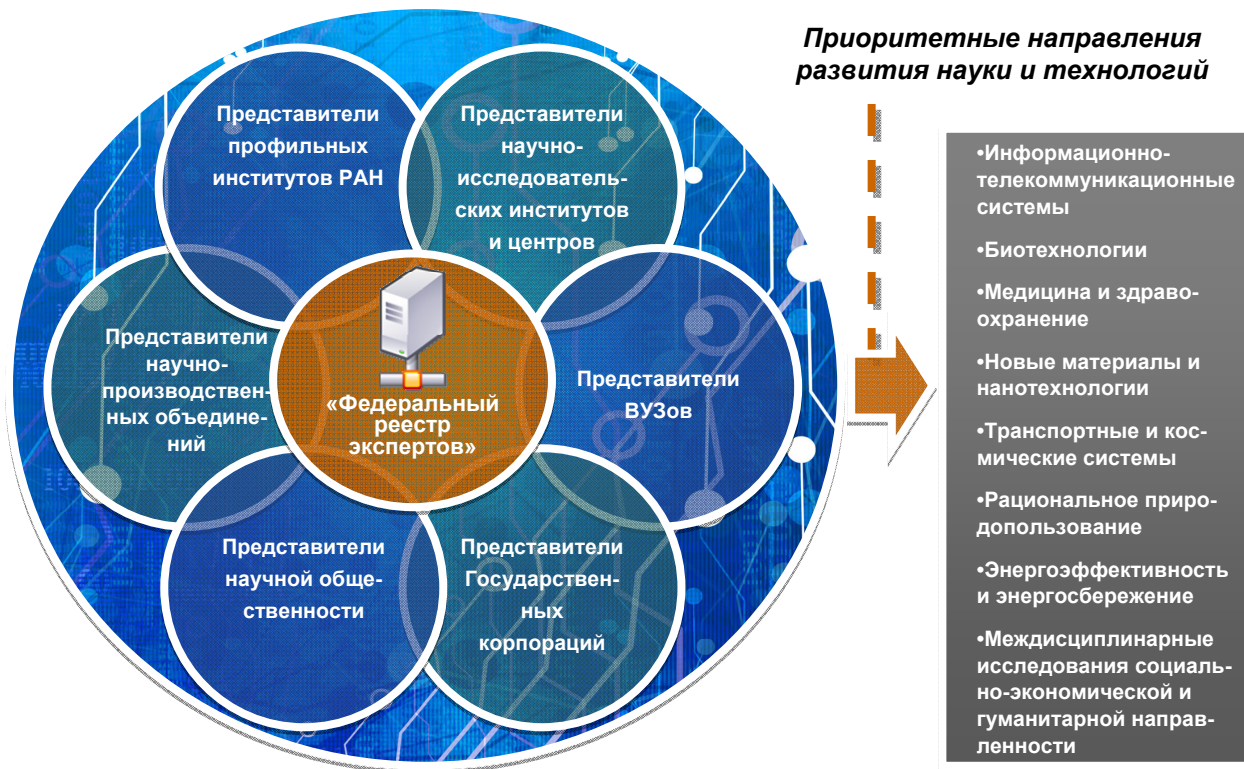 Приоритетные направления
развития науки и технологий
Представители
профильных
институтов РАН
Представители
научно-
исследователь-
ских институтов
и центров
Представители
научно-
производствен-
ных объедине-
ний
«Федеральный
реестр
экспертов»
Представители
ВУЗов
Представители
научной обще-
ственности
Представители
Государствен-
ных
корпораций
•Информационно-
телекоммуникационные
системы
•Биотехнологии
•Медицина и здраво-
охранение
•Новые материалы и
нанотехнологии
•Транспортные и кос-
мические системы
•Рациональное приро-
допользование
•Энергоэффективность
и энергосбережение
•Междисциплинарные
исследования социаль-
но-экономической и
гуманитарной направ-
ленности